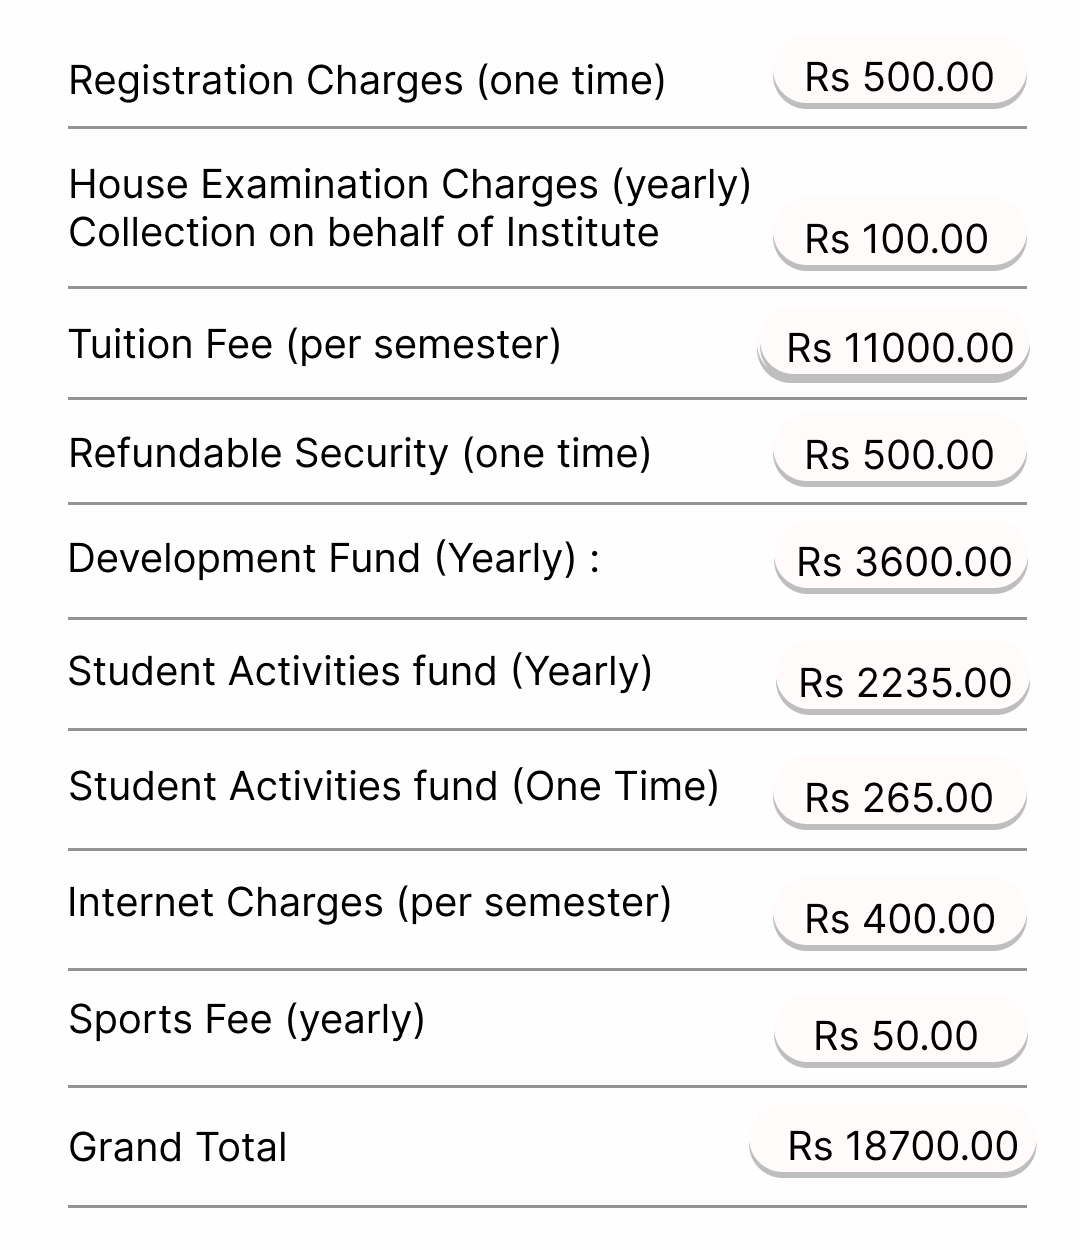 Registration Charges (one time) Rs 500.00
House Examination Charges (yearly)
Collection on behalf of Institute Rs 100.00
Tuition Fee (per semester) Rs 11000.00
Refundable Security (one time) Rs 500.00
Development Fund (Yearly) : Rs 3600.00
Student Activities fund (Yearly) Rs 2235.00
Student Activities fund (One Time) Rs 265.00
Internet Charges (per semester) Rs 400.00
Sports Fee (yearly) Rs 50.00
Grand Total Rs 18700.00